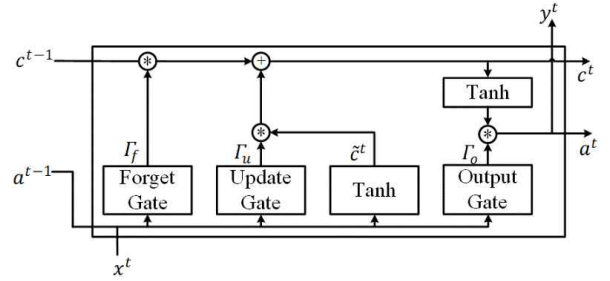 y^t
c^{t-1}
*
+
c^t
Tanh
Γ_f
Γ_u
*
c̃^t
Γ_o
*
a^t
a^{t-1}
Forget
Gate
Update
Gate
Tanh
Output
Gate
x^t